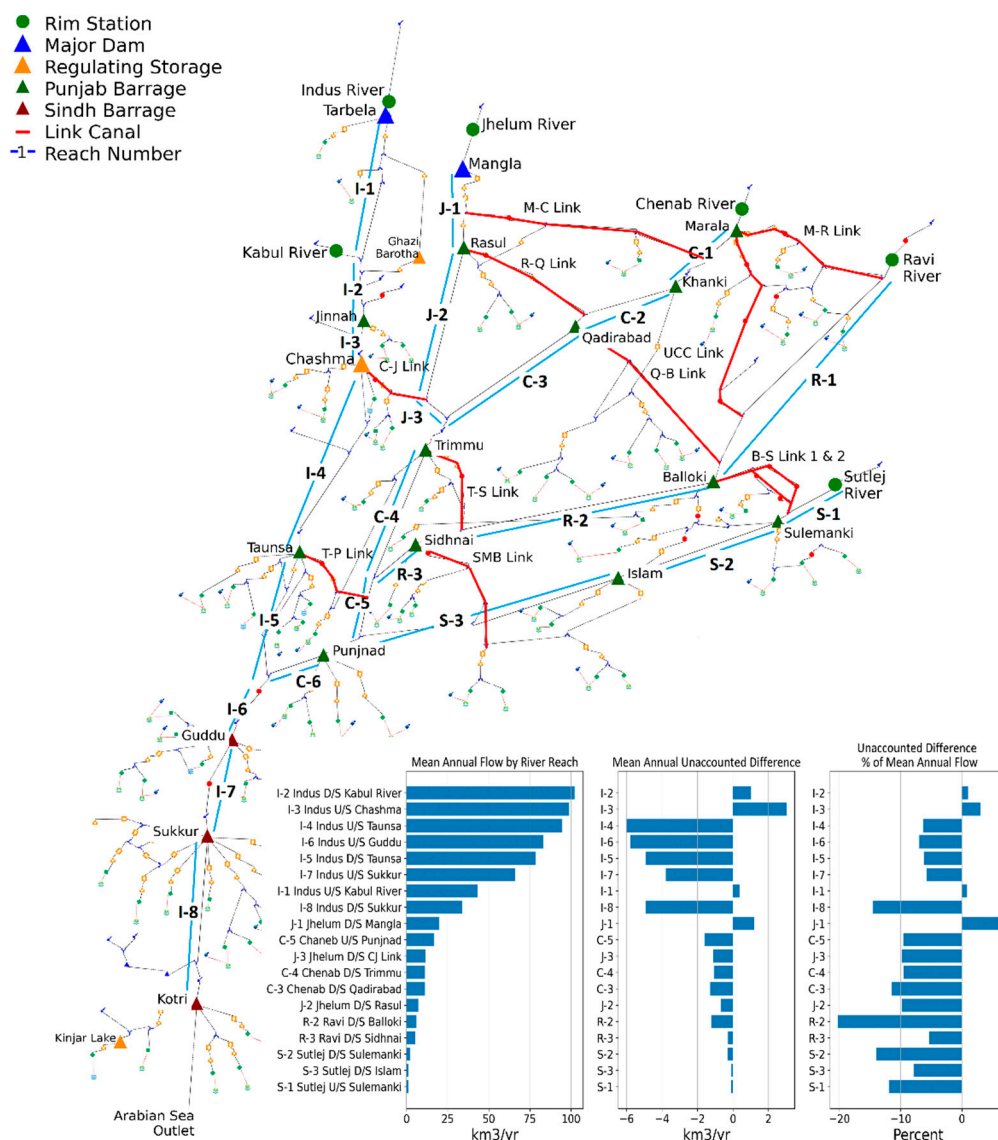 Rim Station
Major Dam
Regulating Storage
Punjab Barrage
Sindh Barrage
Link Canal
-1- Reach Number
Indus River
Tarbela
Jhelum River
Mangla
I-1
J-1
M-C Link
Chenab River
Marala
M-R Link
Kabul River
Ghazi
Barotha
Rasul
R-Q Link
C-1
Ravi
River
I-2
Khanki
Jinnah
J-2
C-2
I-3
Qadirabad
Chashma
C-J Link
UCC Link
Q-B Link
C-3
R-1
J-3
Trimmu
I-4
B-S Link 1 & 2
Balloki
Sutlej
River
T-S Link
C-4
R-2
S-1
Sidhnai
Sulemanki
Taunsa
T-P Link
SMB Link
S-2
R-3
Islam
C-5
I-5
S-3
Punjnad
C-6
I-6
Guddu
I-7
Sukkur
I-8
Kotri
Kinjar Lake
Arabian Sea
Outlet
Mean Annual Flow by River Reach
I-2 Indus D/S Kabul River
I-3 Indus U/S Chashma
I-4 Indus U/S Taunsa
I-6 Indus U/S Guddu
I-5 Indus D/S Taunsa
I-7 Indus U/S Sukkur
I-1 Indus U/S Kabul River
I-8 Indus D/S Sukkur
J-1 Jhelum D/S Mangla
C-5 Chaneb U/S Punjnad
J-3 Jhelum D/S CJ Link
C-4 Chenab D/S Trimmu
C-3 Chenab D/S Qadirabad
J-2 Jhelum D/S Rasul
R-2 Ravi D/S Balloki
R-3 Ravi D/S Sidhnai
S-2 Sutlej D/S Sulemanki
S-3 Sutlej D/S Islam
S-1 Sutlej U/S Sulemanki
0 25 50 75 100
km3/yr
Mean Annual Unaccounted Difference
I-2
I-3
I-4
I-6
I-5
I-7
I-1
I-8
J-1
C-5
J-3
C-4
C-3
J-2
R-2
R-3
S-2
S-3
S-1
−6 −4 −2 0 2
km3/yr
Unaccounted Difference
% of Mean Annual Flow
I-2
I-3
I-4
I-6
I-5
I-7
I-1
I-8
J-1
C-5
J-3
C-4
C-3
J-2
R-2
R-3
S-2
S-3
S-1
−20 −10 0
Percent